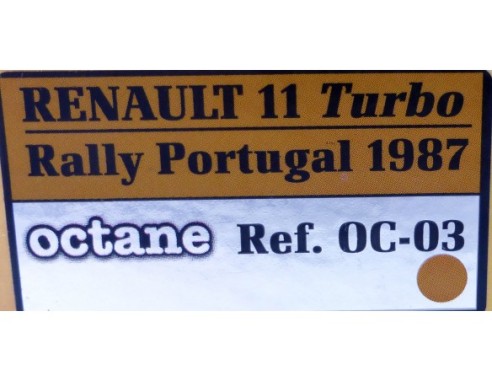 RENAULT 11 Turbo
Rally Portugal 1987
octane Ref. OC-03